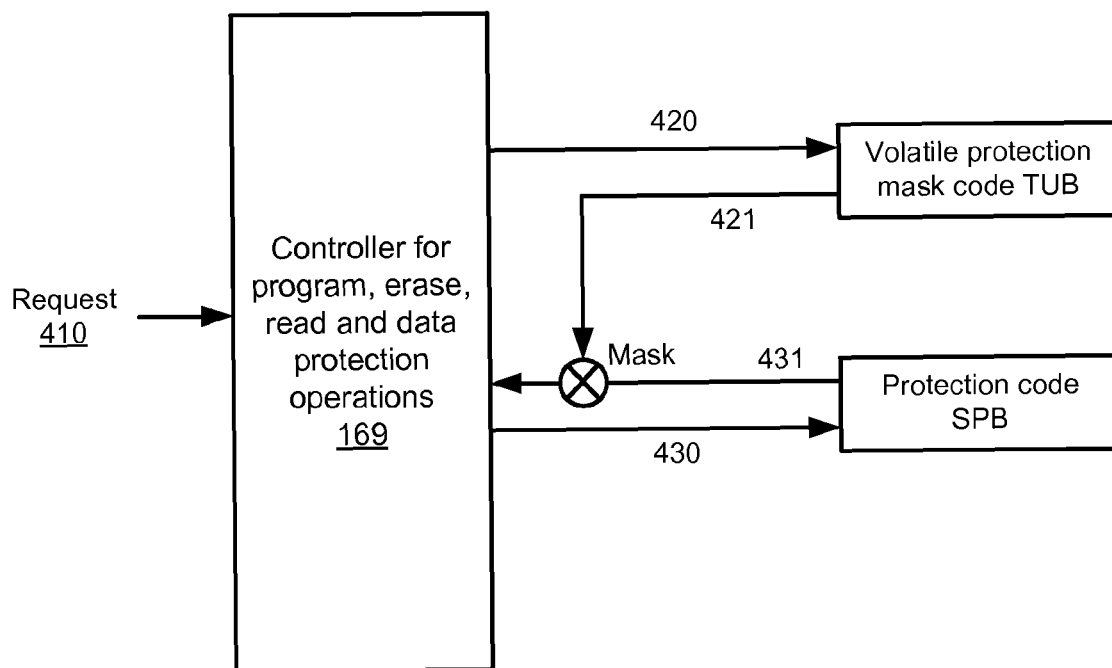 Request
410
Controller for
program, erase,
read and data
protection
operations
169
420
Volatile protection
mask code TUB
421
Mask
431
Protection code
SPB
430